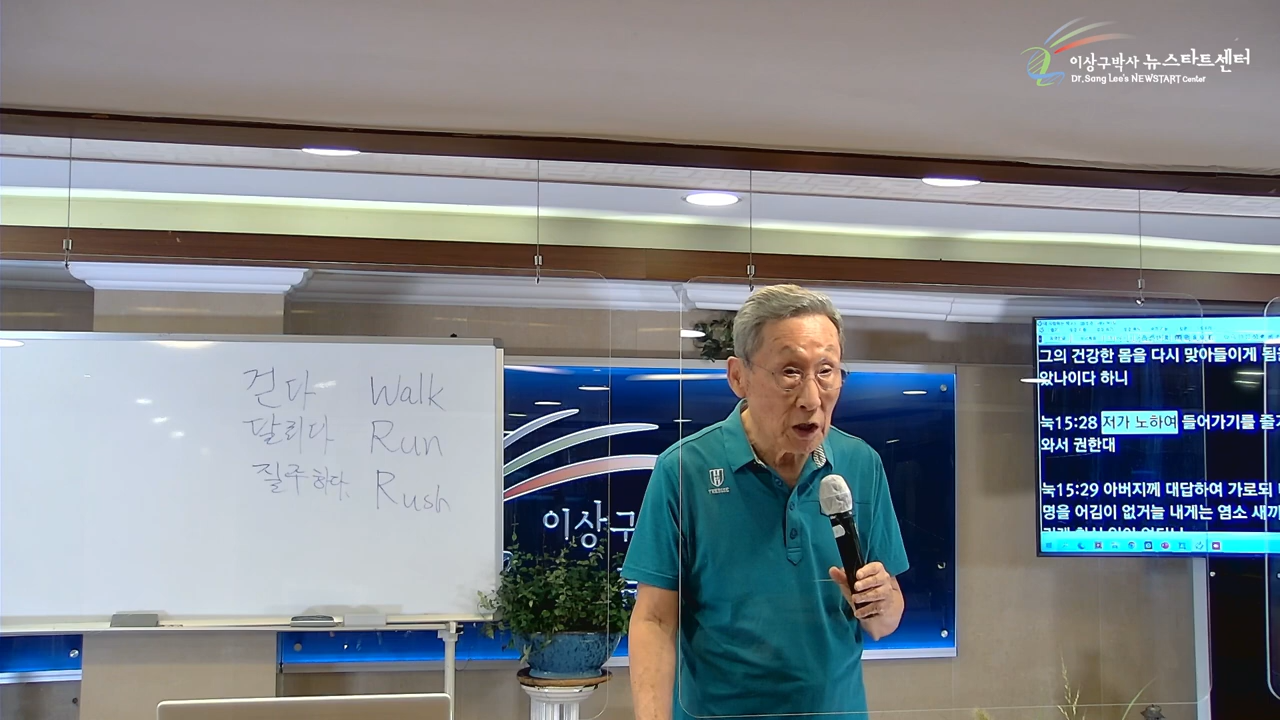 이상구박사 뉴스타트센터
Dr. Sang Lee's NEWSTART Center
걷다 Walk
달리다 Run
질주하다. Rush
이상구
그의 건강한 몸을 다시 맞아들이게 됨을
왔나이다 하니
눅15:28 저가 노하여 들어가기를 즐겨
와서 권한대
눅15:29 아버지께 대답하여 가로되
명을 어김이 없거늘 내게는 염소 새끼